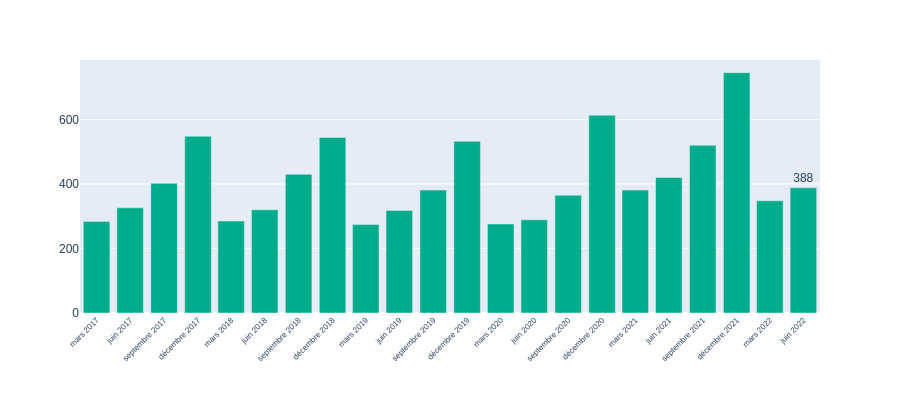 600
400
200
0
388
mars 2017
juin 2017
septembre 2017
décembre 2017
mars 2018
juin 2018
septembre 2018
décembre 2018
mars 2019
juin 2019
septembre 2019
décembre 2019
mars 2020
juin 2020
septembre 2020
décembre 2020
mars 2021
juin 2021
septembre 2021
décembre 2021
mars 2022
juin 2022